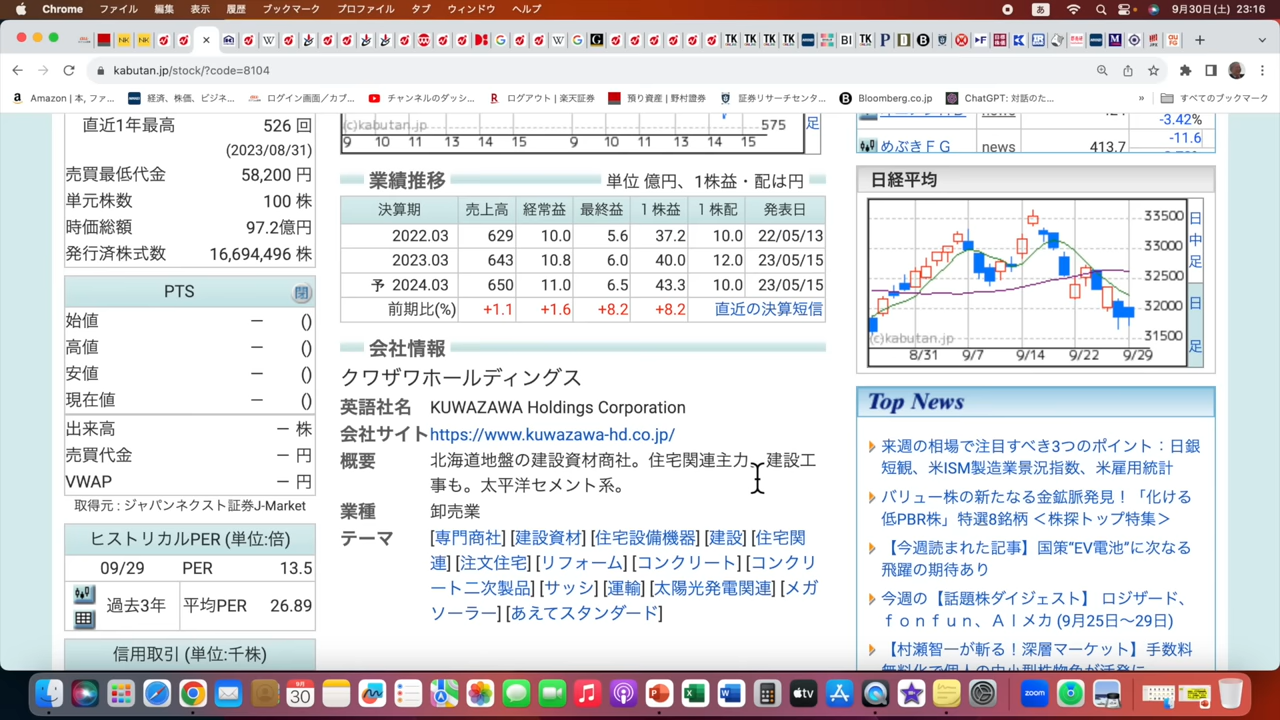 Chrome ファイル 編集 表示 履歴 ブックマーク プロファイル タブ ウィンドウ ヘルプ
あ 9月30日(土) 23:16
kabutan.jp/stock/?code=8104
Amazon | 本, ファ... 経済、株価、ビジネ... ログイン画面／カブ... チャンネルのダッシ... ログアウト | 楽天証券 預り資産 | 野村證券 証券リサーチセンタ... Bloomberg.co.jp ChatGPT: 対話のた... » すべてのブックマーク
直近1年最高 526 回
(2023/08/31)
売買最低代金 58,200 円
単元株数 100 株
時価総額 97.2億円
発行済株式数 16,694,496 株
PTS
始値 － ()
高値 － ()
安値 － ()
現在値 － ()
出来高 － 株
売買代金 － 円
VWAP － 円
取得元 : ジャパンネクスト証券J-Market
ヒストリカルPER (単位:倍)
09/29 PER 13.5
過去3年 平均PER 26.89
信用取引 (単位:千株)
(c)kabutan.jp 575 足
9 10 11 12 13 14 15 9 10 11 12 13 14 15
業績推移 単位 億円、1株益・配は円
決算期 売上高 経常益 最終益 1株益 1株配 発表日
2022.03 629 10.0 5.6 37.2 10.0 22/05/13
2023.03 643 10.8 6.0 40.0 12.0 23/05/15
予 2024.03 650 11.0 6.5 43.3 10.0 23/05/15
前期比(%) +1.1 +1.6 +8.2 +8.2 直近の決算短信
会社情報
クワザワホールディングス
英語社名 KUWAZAWA Holdings Corporation
会社サイト https://www.kuwazawa-hd.co.jp/
概要 北海道地盤の建設資材商社。住宅関連主力、建設工
事も。太平洋セメント系。
業種 卸売業
テーマ [専門商社] [建設資材] [住宅設備機器] [建設] [住宅関
連] [注文住宅] [リフォーム] [コンクリート] [コンクリ
ート二次製品] [サッシ] [運輸] [太陽光発電関連] [メガ
ソーラー] [あえてスタンダード]
-3.42%
-11.6
めぶきＦＧ news 413.7
日経平均
33500 日
33000 中
32500 足
32000 日
31500 足
(c)kabutan.jp
8/31 9/7 9/14 9/22 9/29
Top News
来週の相場で注目すべき3つのポイント：日銀
短観、米ISM製造業景況指数、米雇用統計
バリュー株の新たなる金鉱脈発見！「化ける
低PBR株」特選8銘柄 ＜株探トップ特集＞
【今週読まれた記事】国策“EV電池”に次なる
飛躍の期待あり
今週の【話題株ダイジェスト】 ロジザード、
ｆｏｎｆｕｎ、Ａｌメカ (9月25日～29日)
【村瀬智一が斬る！深層マーケット】手数料